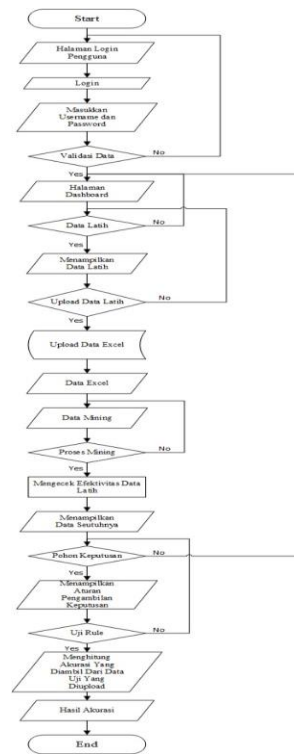 Start
Halaman Login
Pengguna
Login
Masukkan
Username dan
Password
Validasi Data
No
Yes
Halaman
Dashboard
Data Latih
No
Yes
Menampilkan
Data Latih
Upload Data Latih
No
Yes
Upload Data Excel
Data Excel
Data Mining
Proses Mining
No
Yes
Mengecek Efektivitas Data
Latih
Menampilkan
Data Seutuhnya
Pohon Keputusan
No
Yes
Menampilkan
Aturan
Pengambilan
Keputusan
Uji Rule
No
Yes
Menghitung
Akurasi Yang
Diambil Dari Data
Uji Yang
Diupload
Hasil Akurasi
End